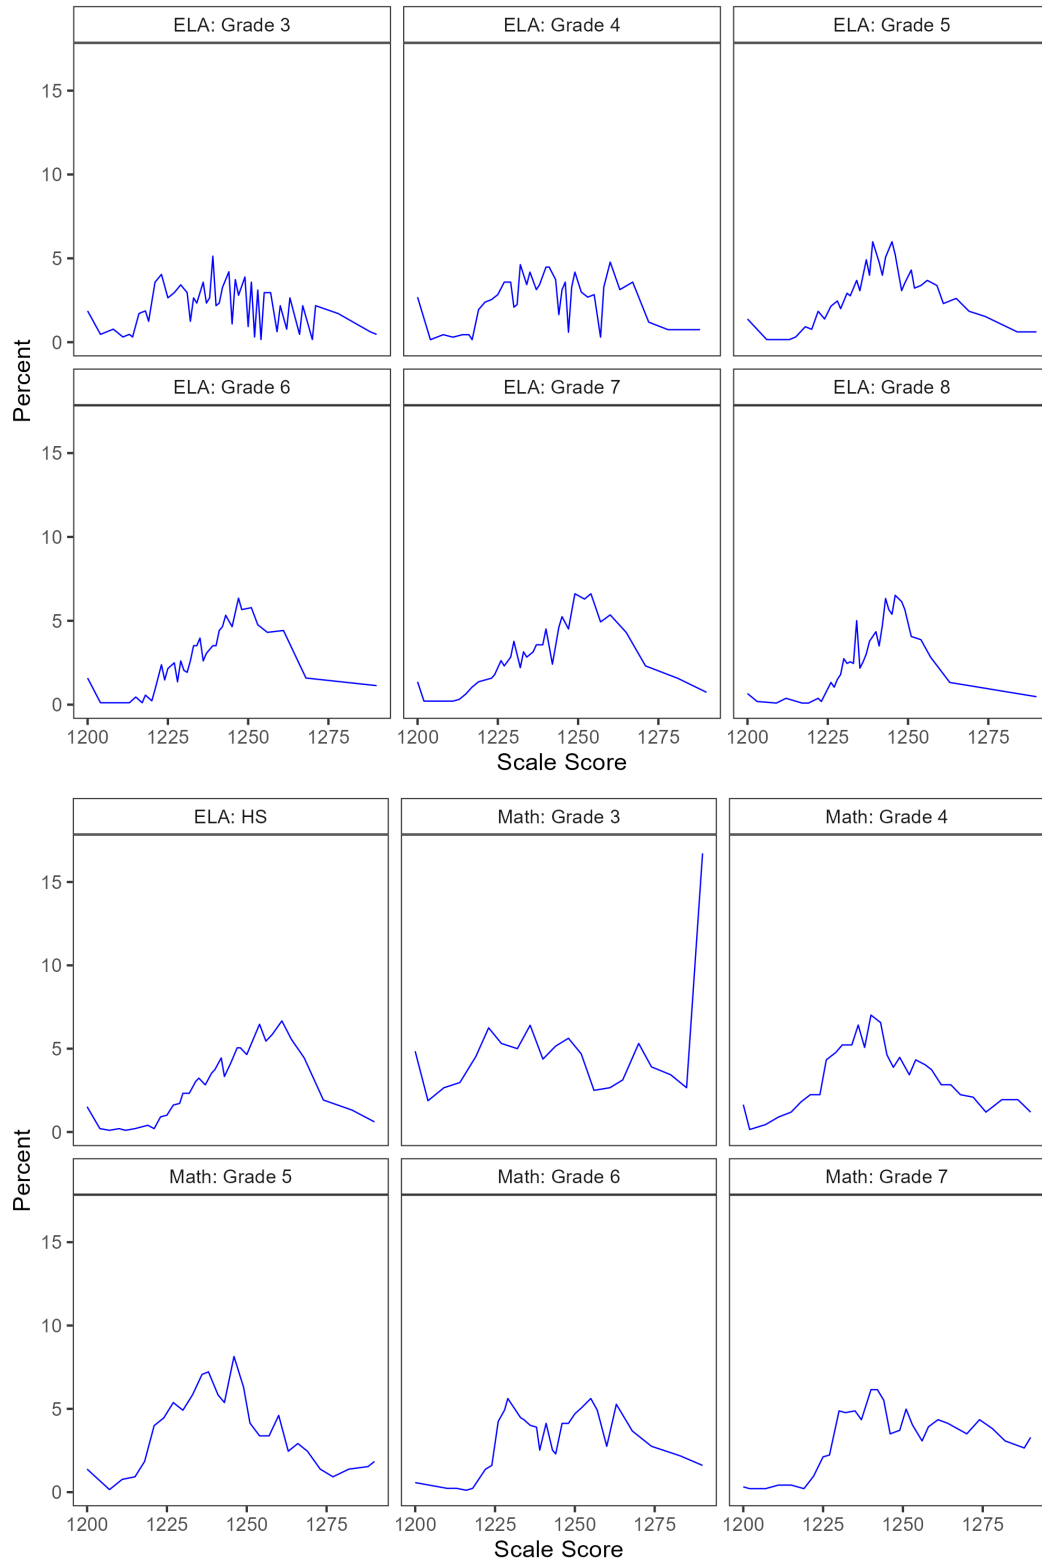 ELA: Grade 3
ELA: Grade 4
ELA: Grade 5
15
10
5
0
ELA: Grade 6
ELA: Grade 7
ELA: Grade 8
15
10
5
0
Percent
1200 1225 1250 1275
1200 1225 1250 1275
1200 1225 1250 1275
Scale Score
ELA: HS
Math: Grade 3
Math: Grade 4
15
10
5
0
Math: Grade 5
Math: Grade 6
Math: Grade 7
15
10
5
0
Percent
1200 1225 1250 1275
1200 1225 1250 1275
1200 1225 1250 1275
Scale Score